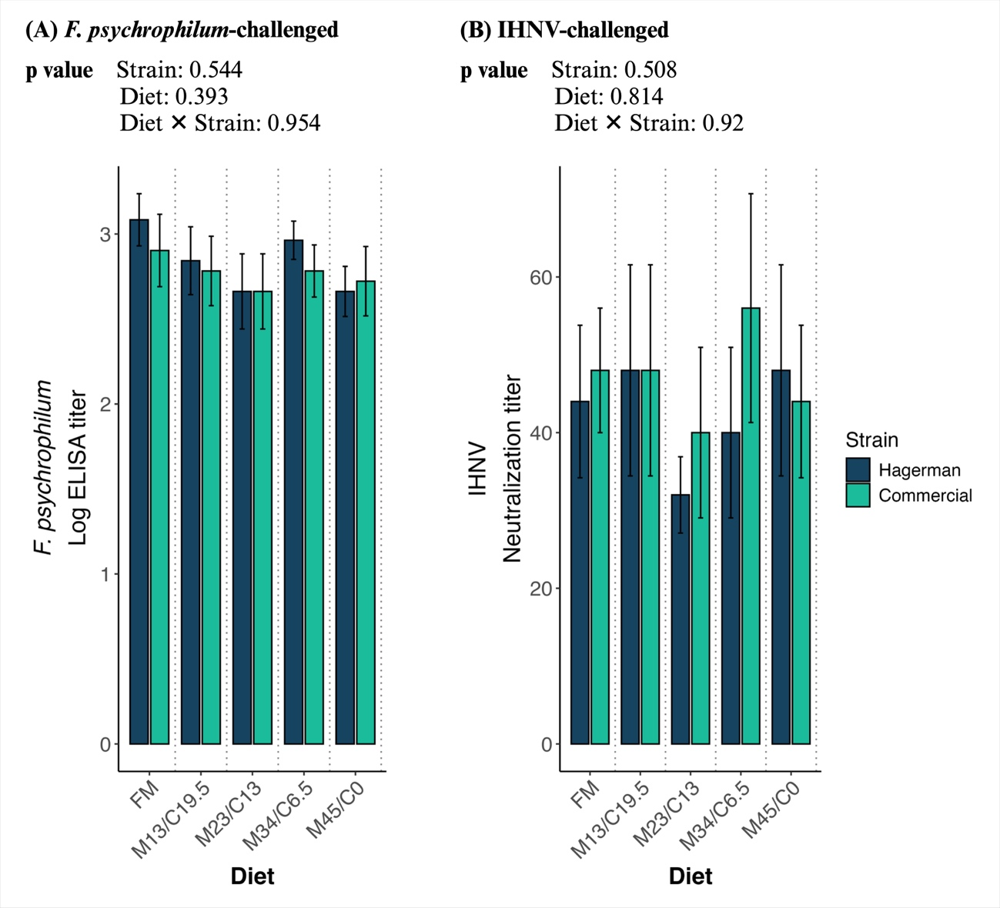 (A) F. psychrophilum-challenged
p value Strain: 0.544
Diet: 0.393
Diet × Strain: 0.954
F. psychrophilum
Log ELISA titer
3
2
1
0
FM
M13/C19.5
M23/C13
M34/C6.5
M45/C0
Diet
(B) IHNV-challenged
p value Strain: 0.508
Diet: 0.814
Diet × Strain: 0.92
IHNV
Neutralization titer
60
40
20
0
FM
M13/C19.5
M23/C13
M34/C6.5
M45/C0
Diet
Strain
Hagerman
Commercial